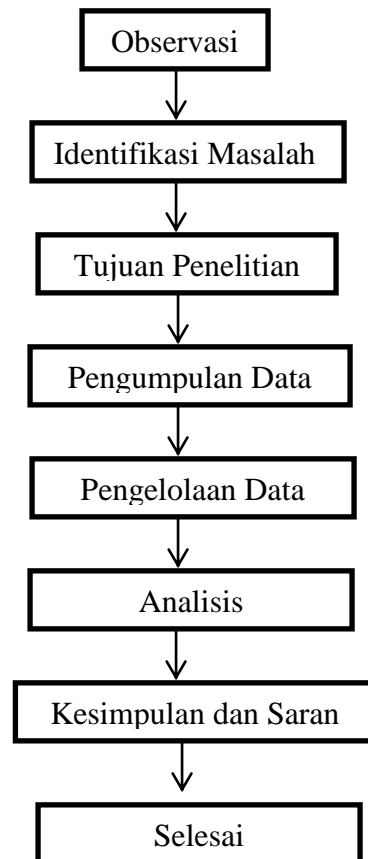 Observasi
Identifikasi Masalah
Tujuan Penelitian
Pengumpulan Data
Pengelolaan Data
Analisis
Kesimpulan dan Saran
Selesai